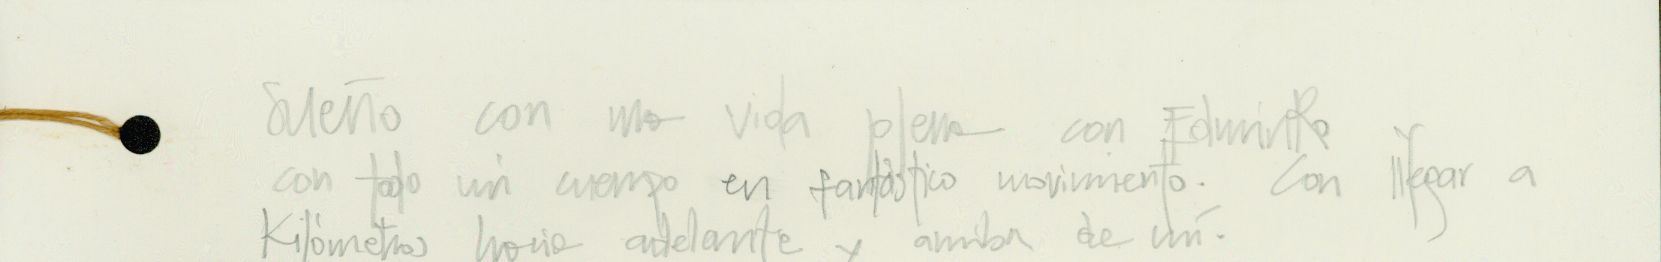 Sueño con una vida plena con y
con todo mi cuerpo en fantástico movimiento. Con llegar a
Kilómetros hacia adelante y arriba de mí.